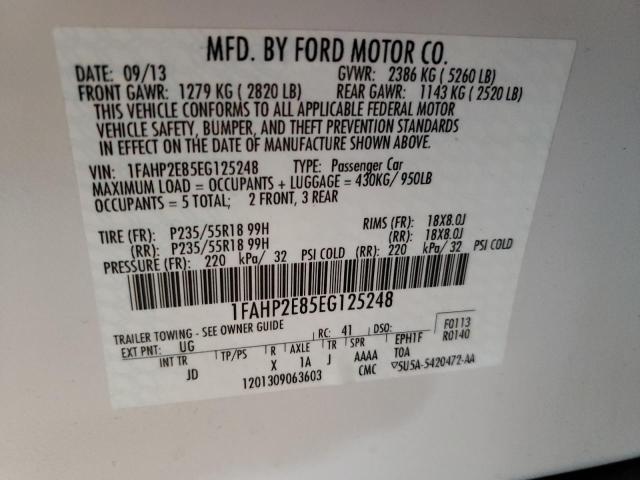 MFD. BY FORD MOTOR CO.
DATE: 09/13 GVWR: 2386 KG ( 5260 LB)
FRONT GAWR: 1279 KG ( 2820 LB) REAR GAWR: 1143 KG ( 2520 LB)
THIS VEHICLE CONFORMS TO ALL APPLICABLE FEDERAL MOTOR
VEHICLE SAFETY, BUMPER, AND THEFT PREVENTION STANDARDS
IN EFFECT ON THE DATE OF MANUFACTURE SHOWN ABOVE.
VIN: 1FAHP2E85EG125248 TYPE: Passenger Car
MAXIMUM LOAD = OCCUPANTS + LUGGAGE = 430KG/ 950LB
OCCUPANTS = 5 TOTAL; 2 FRONT, 3 REAR
TIRE (FR): P235/55R18 99H RIMS (FR): 18X8.0J
(RR): P235/55R18 99H (RR): 18X8.0J
PRESSURE (FR): 220 kPa/ 32 PSI COLD (RR): 220 kPa/ 32 PSI COLD
1FAHP2E85EG125248
TRAILER TOWING - SEE OWNER GUIDE RC: 41 DSO: F0113
EXT PNT: UG EPH1F R0140
INT TR TP/PS R AXLE TR SPR TOA
JD X 1A J AAAA
1201309063603 CMC 5U5A-5420472-AA